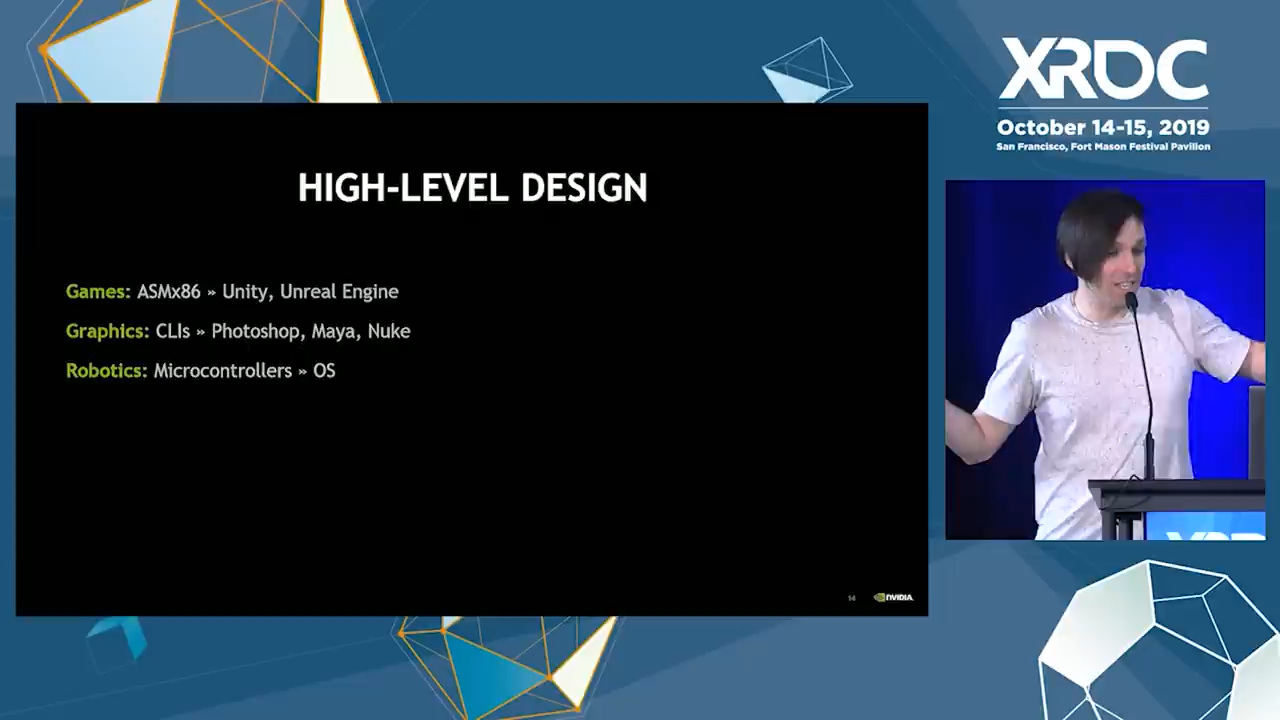 XRDC
October 14-15, 2019
San Francisco, Fort Mason Festival Pavilion
HIGH-LEVEL DESIGN
Games: ASMx86 » Unity, Unreal Engine
Graphics: CLIs » Photoshop, Maya, Nuke
Robotics: Microcontrollers » OS
14
NVIDIA